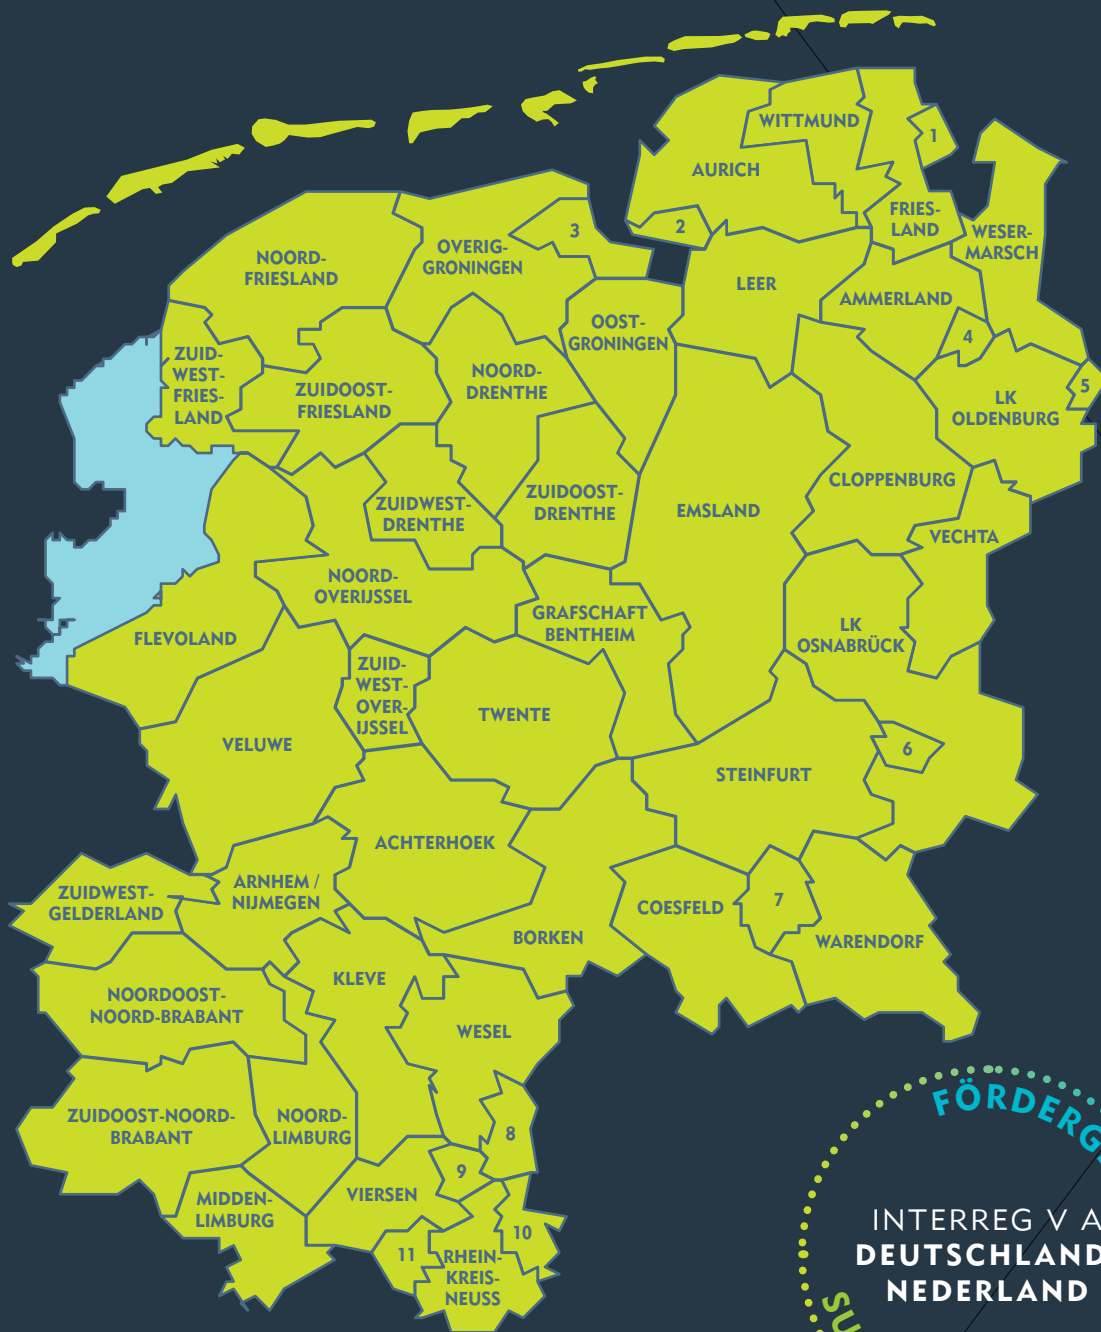 WITTMUND
1
AURICH
FRIES-
LAND
2
3
WESER-
MARSCH
OVERIG-
GRONINGEN
NOORD-
FRIESLAND
LEER
AMMERLAND
OOST-
GRONINGEN
4
ZUID-
WEST-
FRIES-
LAND
NOORD-
DRENTHE
ZUIDOOST-
FRIESLAND
5
LK
OLDENBURG
CLOPPENBURG
ZUIDWEST-
DRENTHE
ZUIDOOST-
DRENTHE
EMSLAND
VECHTA
NOORD-
OVERIJSSEL
GRAFSCHAFT
BENTHEIM
FLEVOLAND
LK
OSNABRÜCK
ZUID-
WEST-
OVER-
IJSSEL
TWENTE
VELUWE
6
STEINFURT
ACHTERHOEK
ZUIDWEST-
GELDERLAND
ARNHEM /
NIJMEGEN
COESFELD
7
BORKEN
WARENDORF
KLEVE
NOORDOOST-
NOORD-BRABANT
WESEL
ZUIDOOST-NOORD-
BRABANT
NOORD-
LIMBURG
8
9
VIERSEN
MIDDEN-
LIMBURG
10
11
RHEIN-
KREIS-
NEUSS
FÖRDERG
INTERREG V A
DEUTSCHLAND
NEDERLAND
SU